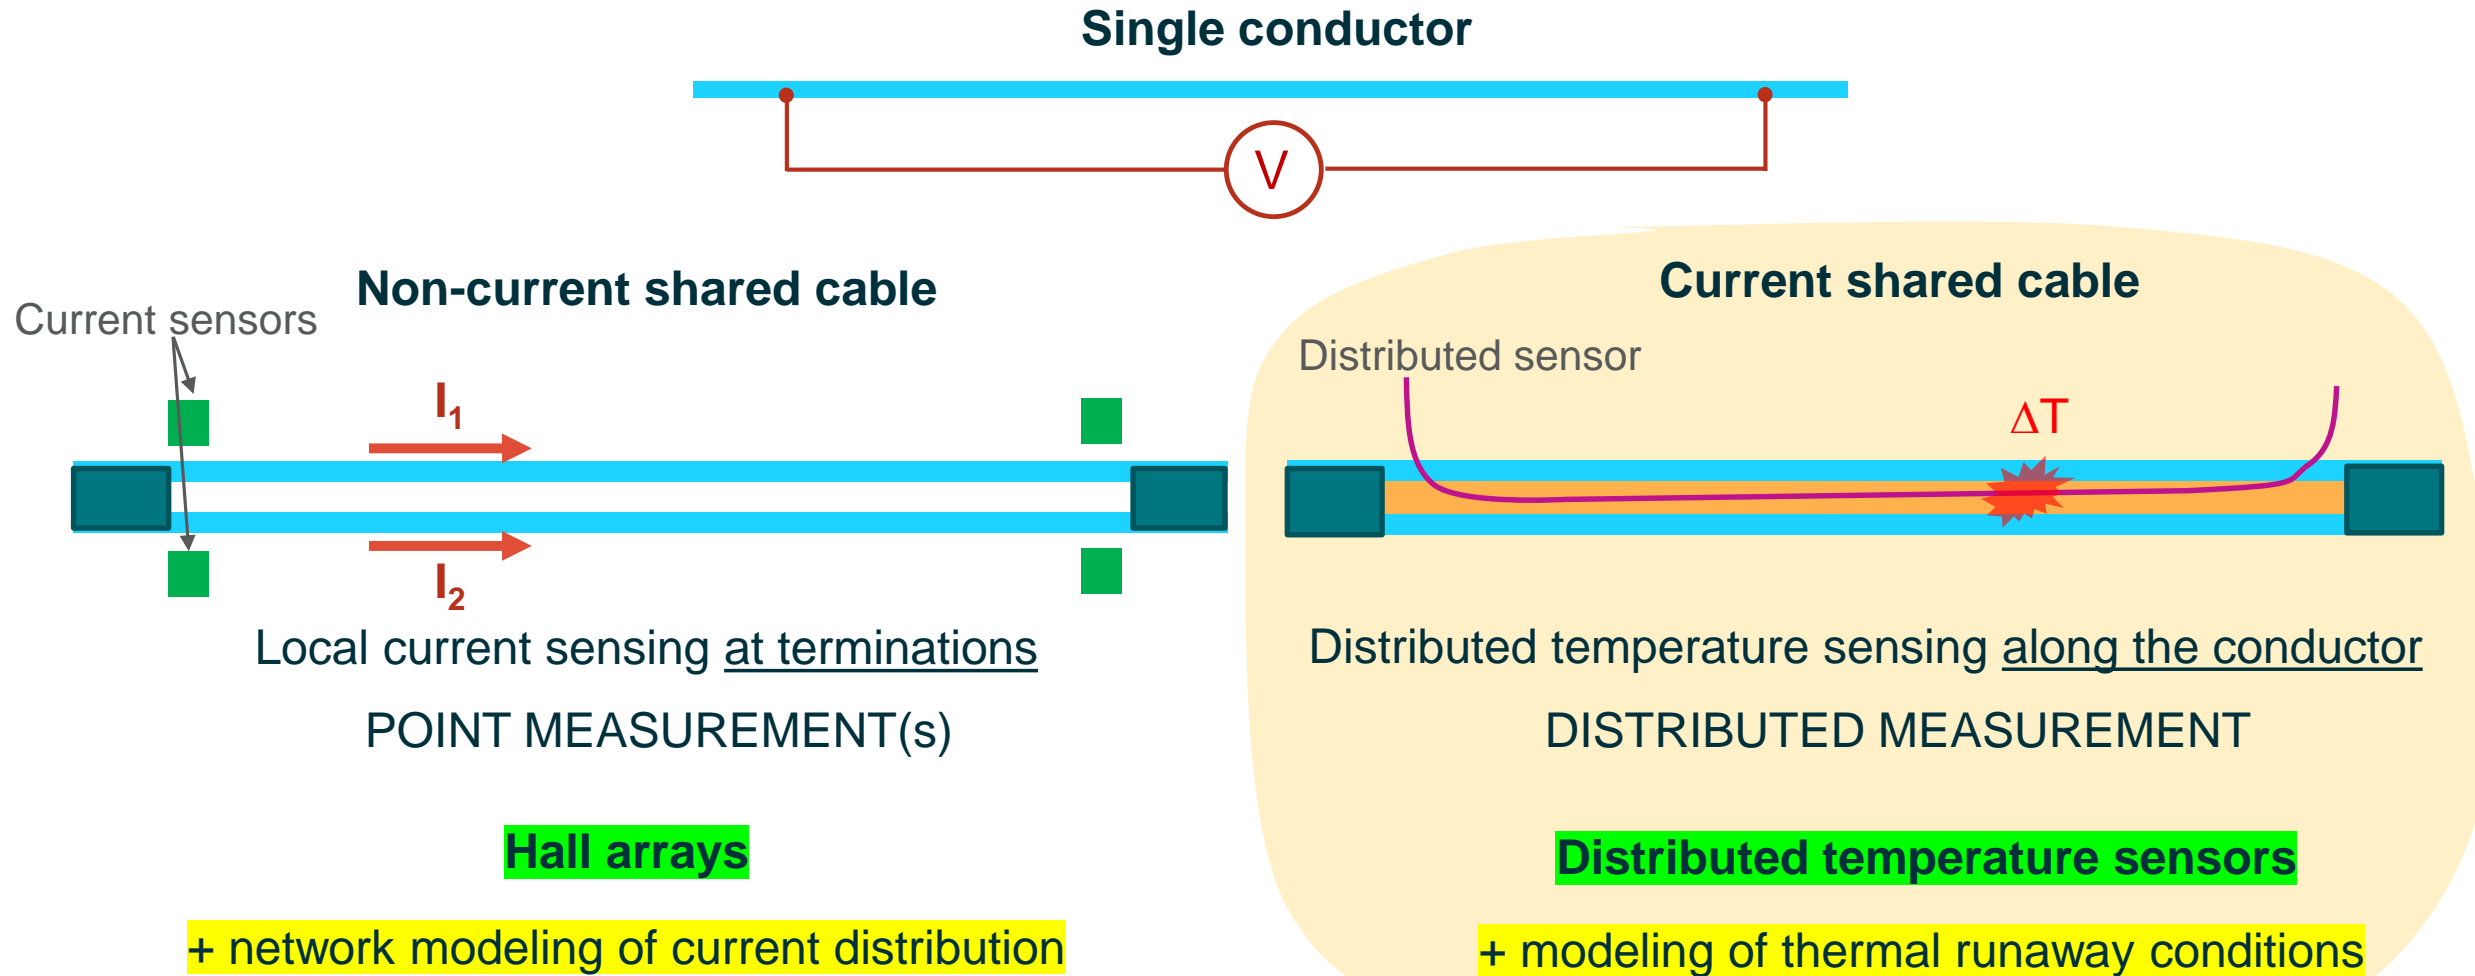 Single conductor
V
Non-current shared cable
Current sensors
I₁
I₂
Local current sensing at terminations
POINT MEASUREMENT(s)
Hall arrays
+ network modeling of current distribution
Current shared cable
Distributed sensor
ΔT
Distributed temperature sensing along the conductor
DISTRIBUTED MEASUREMENT
Distributed temperature sensors
+ modeling of thermal runaway conditions